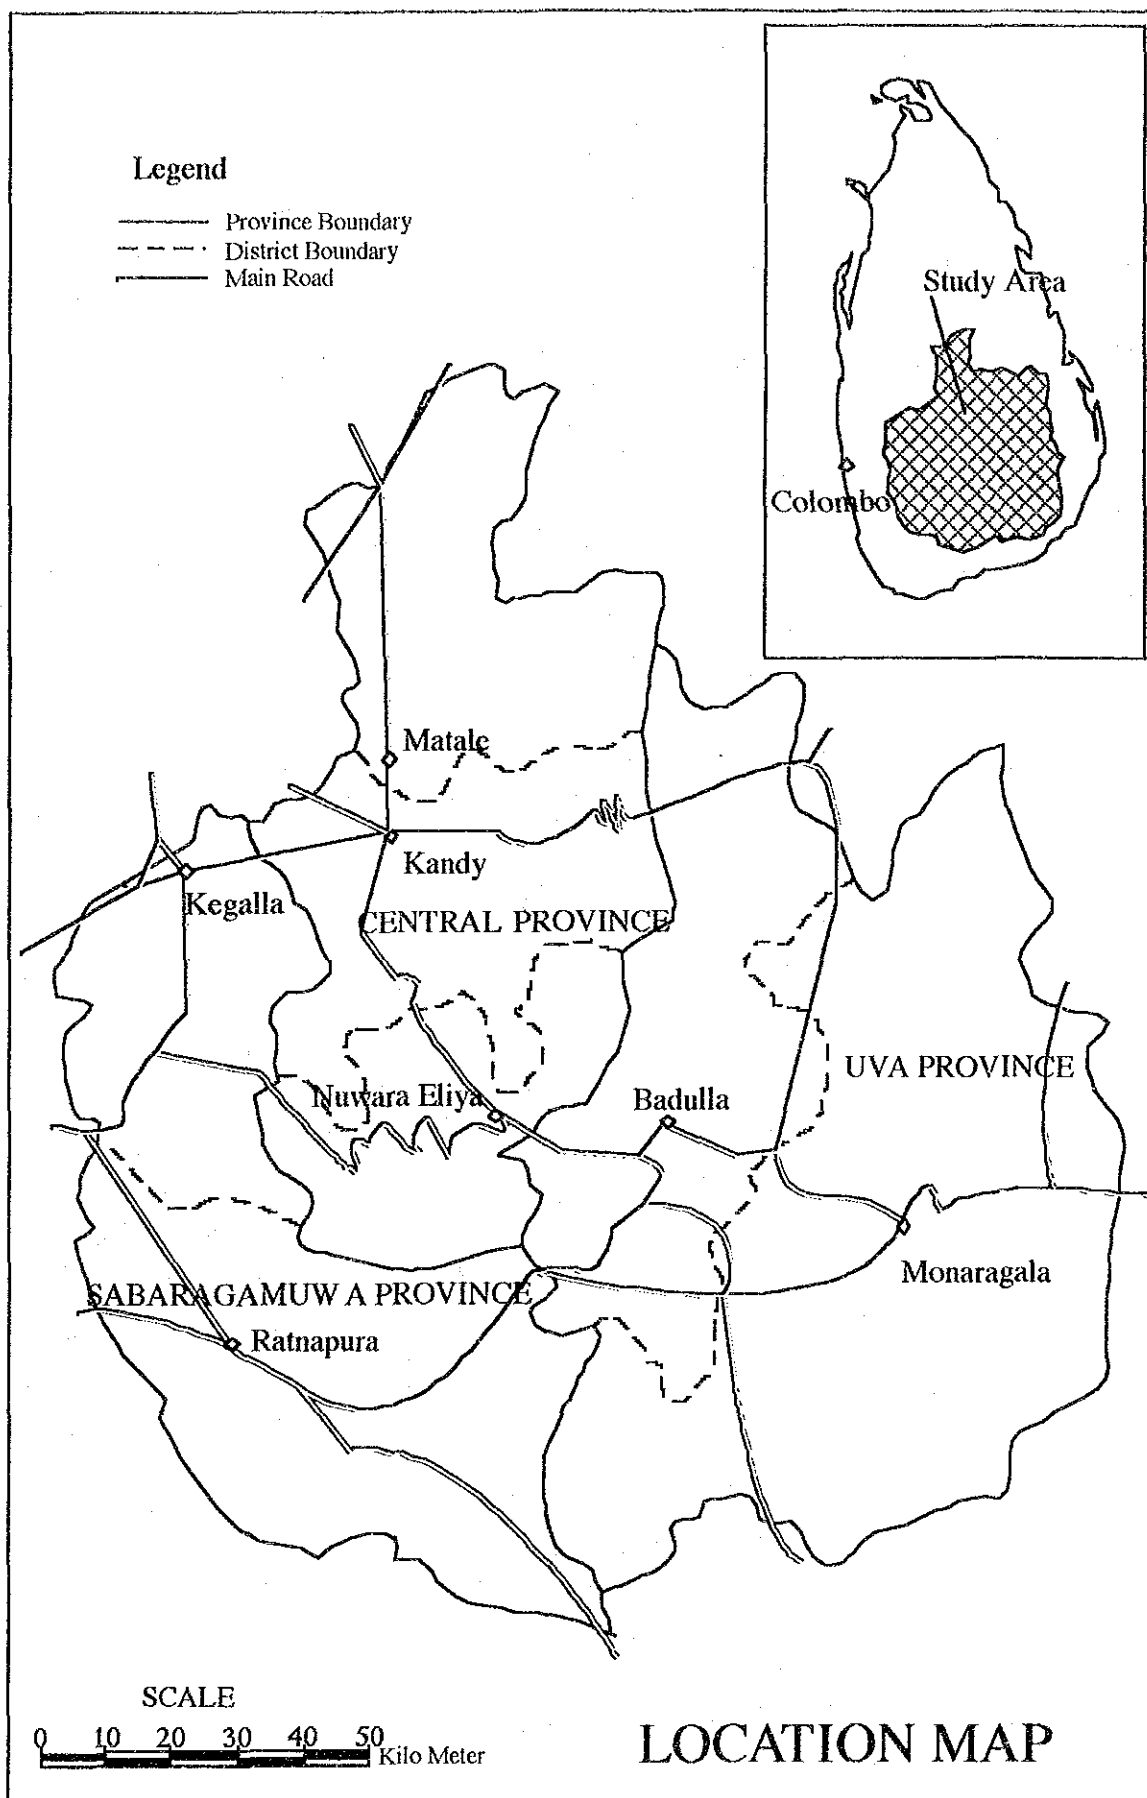 Legend
Province Boundary
District Boundary
Main Road
Study Area
Colombo
Matale
Kandy
Kegalla
CENTRAL PROVINCE
UVA PROVINCE
Nuwara Eliya
Badulla
Monaragala
SABARAGAMUW A PROVINCE
Ratnapura
SCALE
0 10 20 30 40 50
Kilo Meter
LOCATION MAP